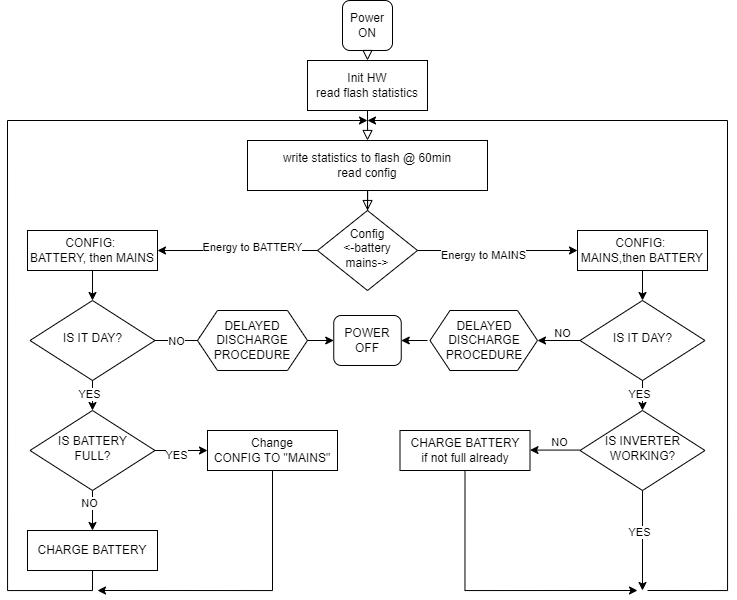 Power
ON
Init HW
read flash statistics
write statistics to flash @ 60min
read config
Config
<-battery
mains->
Energy to BATTERY
Energy to MAINS
CONFIG:
BATTERY, then MAINS
CONFIG:
MAINS,then BATTERY
IS IT DAY?
NO
DELAYED
DISCHARGE
PROCEDURE
POWER
OFF
DELAYED
DISCHARGE
PROCEDURE
NO
IS IT DAY?
YES
YES
IS BATTERY
FULL?
YES
Change
CONFIG TO "MAINS"
CHARGE BATTERY
if not full already
NO
IS INVERTER
WORKING?
NO
YES
CHARGE BATTERY